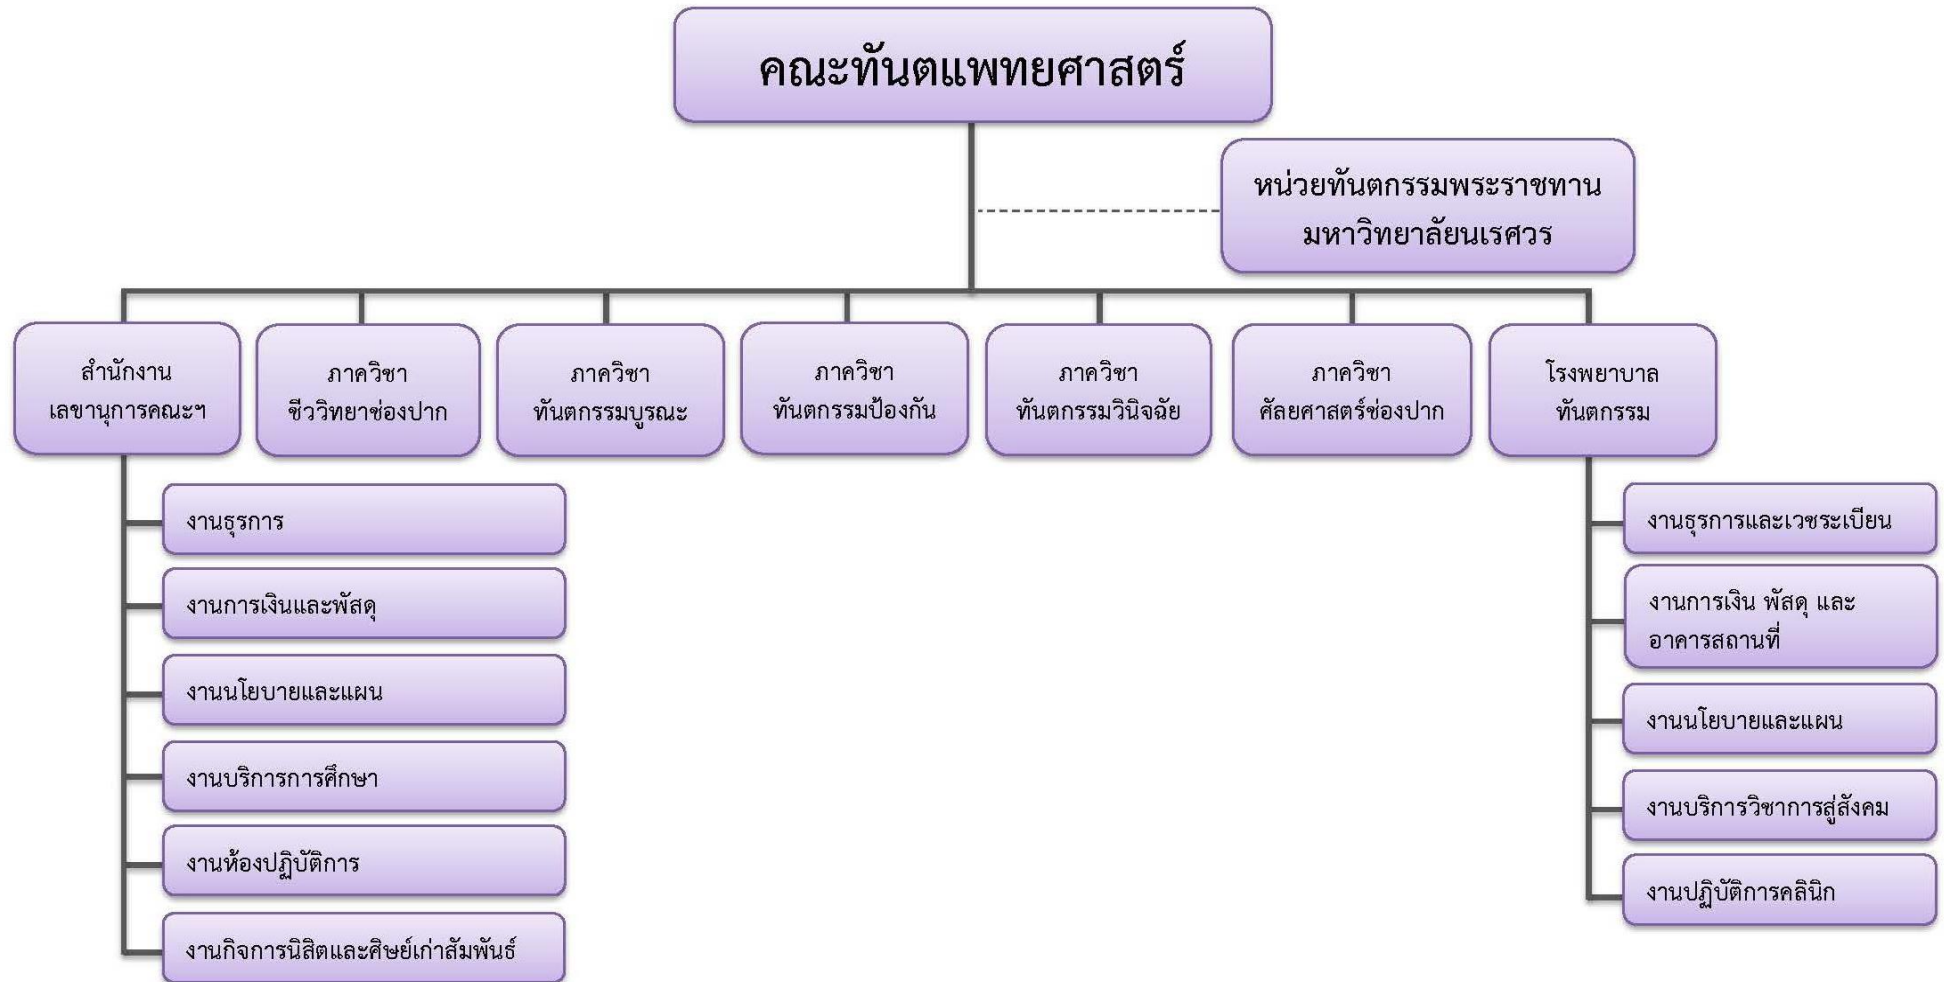 คณะทันตแพทยศาสตร์
หน่วยทันตกรรมพระราชทาน
มหาวิทยาลัยนเรศวร
สำนักงาน
เลขานุการคณะฯ
ภาควิชา
ชีววิทยาช่องปาก
ภาควิชา
ทันตกรรมบูรณะ
ภาควิชา
ทันตกรรมป้องกัน
ภาควิชา
ทันตกรรมวินิจฉัย
ภาควิชา
ศัลยศาสตร์ช่องปาก
โรงพยาบาล
ทันตกรรม
งานธุรการ
งานการเงินและพัสดุ
งานนโยบายและแผน
งานบริการการศึกษา
งานห้องปฏิบัติการ
งานกิจการนิสิตและศิษย์เก่าสัมพันธ์
งานธุรการและเวชระเบียน
งานการเงิน พัสดุ และ
อาคารสถานที่
งานนโยบายและแผน
งานบริการวิชาการสู่สังคม
งานปฏิบัติการคลินิก